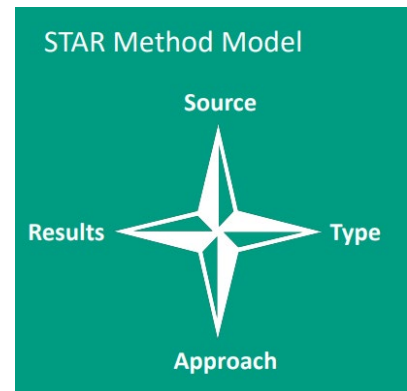 STAR Method Model
Source
Results
Type
Approach